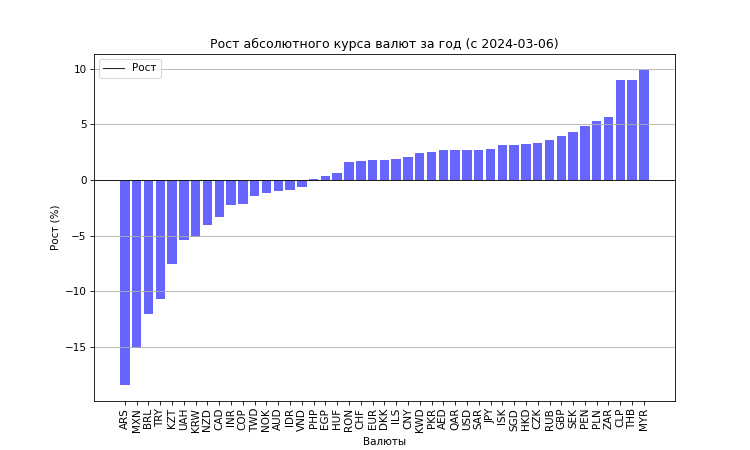 Рост абсолютного курса валют за год (с 2024-03-06)
Рост
10
5
0
−5
−10
−15
Рост (%)
ARS MXN BRL TRY KZT UAH KRW NZD CAD INR COP TWD NOK AUD IDR VND PHP EGP HUF RON CHF EUR DKK ILS CNY KWD PKR AED QAR USD SAR JPY ISK SGD HKD CZK RUB GBP SEK PEN PLN ZAR CLP THB MYR
Валюты